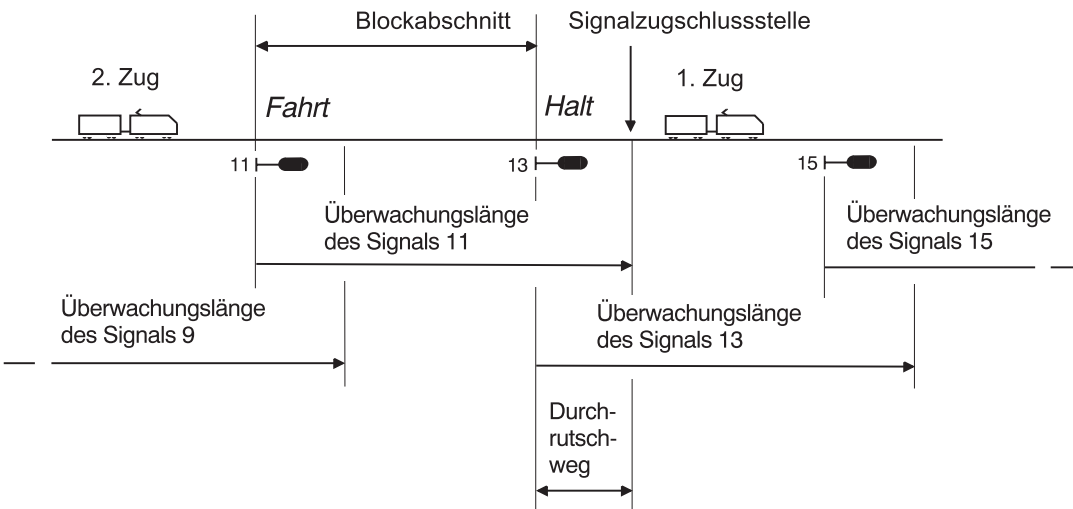 Blockabschnitt
Signalzugschlussstelle
2. Zug
1. Zug
Fahrt
Halt
11
13
15
Überwachungslänge
des Signals 11
Überwachungslänge
des Signals 15
Überwachungslänge
des Signals 9
Überwachungslänge
des Signals 13
Durch-
rutsch-
weg